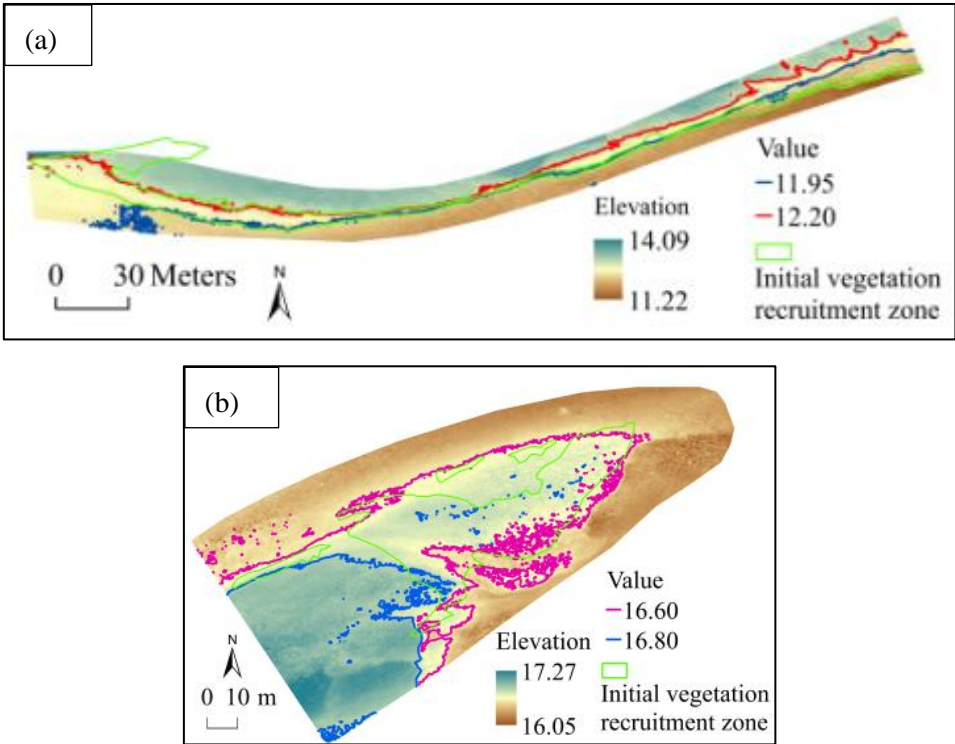 (a)
Value
11.95
12.20
Initial vegetation
recruitment zone
Elevation
14.09
11.22
0 30 Meters
N
(b)
Value
16.60
16.80
Initial vegetation
recruitment zone
Elevation
17.27
16.05
N
0 10 m